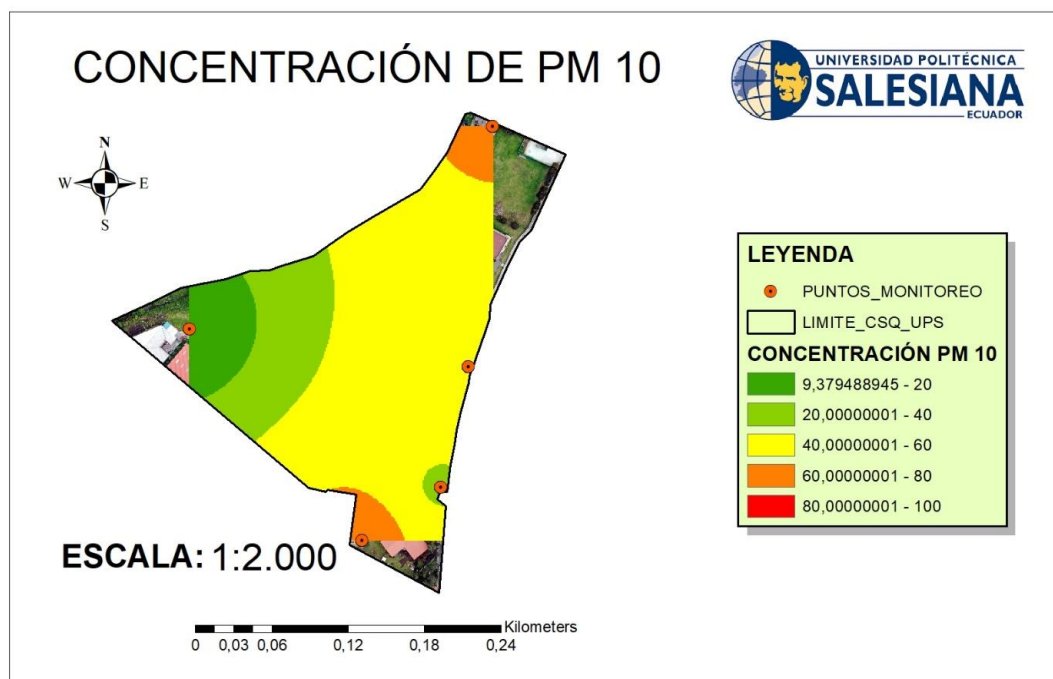 CONCENTRACIÓN DE PM 10
UNIVERSIDAD POLITÉCNICA
SALESIANA
ECUADOR
N
W
E
S
LEYENDA
PUNTOS_MONITOREO
LIMITE_CSQ_UPS
CONCENTRACIÓN PM 10
9,379488945 - 20
20,00000001 - 40
40,00000001 - 60
60,00000001 - 80
80,00000001 - 100
ESCALA: 1:2.000
Kilometers
0 0,03 0,06 0,12 0,18 0,24